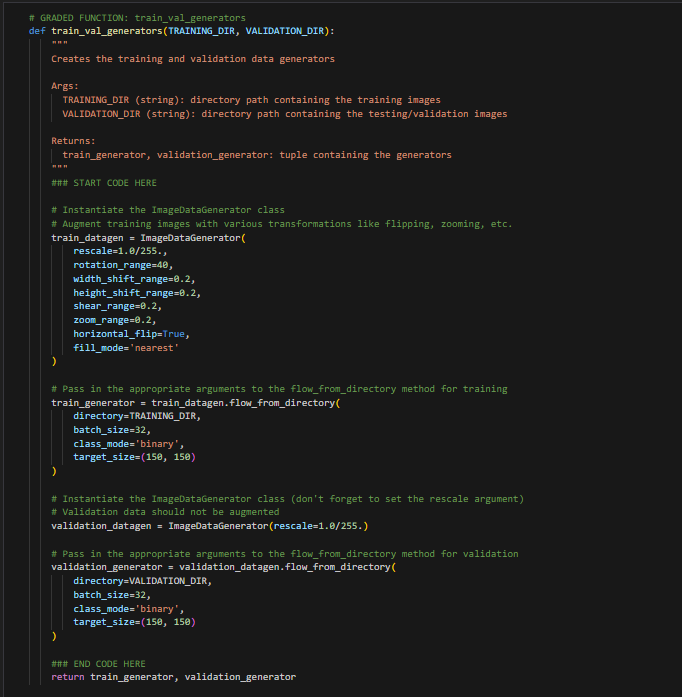 # GRADED FUNCTION: train_val_generators
def train_val_generators(TRAINING_DIR, VALIDATION_DIR):
"""
Creates the training and validation data generators
Args:
TRAINING_DIR (string): directory path containing the training images
VALIDATION_DIR (string): directory path containing the testing/validation images
Returns:
train_generator, validation_generator: tuple containing the generators
"""
### START CODE HERE
# Instantiate the ImageDataGenerator class
# Augment training images with various transformations like flipping, zooming, etc.
train_datagen = ImageDataGenerator(
rescale=1.0/255.,
rotation_range=40,
width_shift_range=0.2,
height_shift_range=0.2,
shear_range=0.2,
zoom_range=0.2,
horizontal_flip=True,
fill_mode='nearest'
)
# Pass in the appropriate arguments to the flow_from_directory method for training
train_generator = train_datagen.flow_from_directory(
directory=TRAINING_DIR,
batch_size=32,
class_mode='binary',
target_size=(150, 150)
)
# Instantiate the ImageDataGenerator class (don't forget to set the rescale argument)
# Validation data should not be augmented
validation_datagen = ImageDataGenerator(rescale=1.0/255.)
# Pass in the appropriate arguments to the flow_from_directory method for validation
validation_generator = validation_datagen.flow_from_directory(
directory=VALIDATION_DIR,
batch_size=32,
class_mode='binary',
target_size=(150, 150)
)
### END CODE HERE
return train_generator, validation_generator